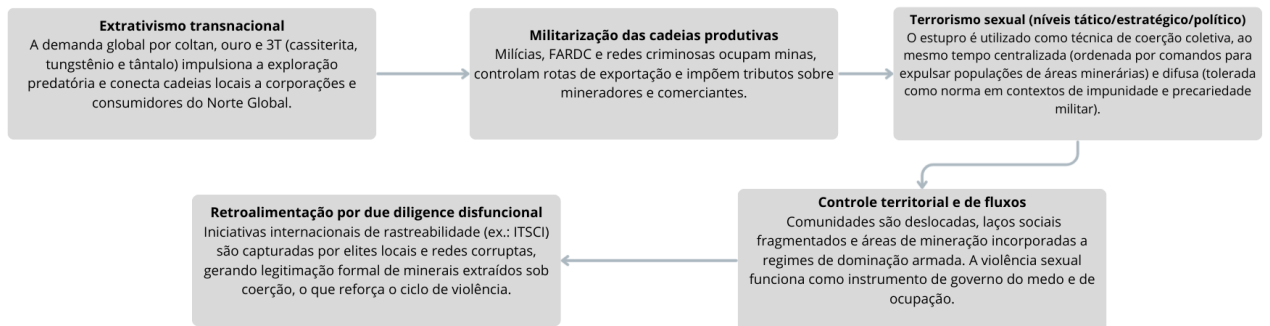 Extrativismo transnacional
A demanda global por coltan, ouro e 3T (cassiterita,
tungstênio e tântalo) impulsiona a exploração
predatória e conecta cadeias locais a corporações e
consumidores do Norte Global.
Militarização das cadeias produtivas
Milícias, FARDC e redes criminosas ocupam minas,
controlam rotas de exportação e impõem tributos sobre
mineradores e comerciantes.
Terrorismo sexual (níveis tático/estratégico/político)
O estupro é utilizado como técnica de coerção coletiva, ao
mesmo tempo centralizada (ordenada por comandos para
expulsar populações de áreas minerárias) e difusa (tolerada
como norma em contextos de impunidade e precariedade
militar).
Controle territorial e de fluxos
Comunidades são deslocadas, laços sociais
fragmentados e áreas de mineração incorporadas a
regimes de dominação armada. A violência sexual
funciona como instrumento de governo do medo e de
ocupação.
Retroalimentação por due diligence disfuncional
Iniciativas internacionais de rastreabilidade (ex.: ITSCI)
são capturadas por elites locais e redes corruptas,
gerando legitimação formal de minerais extraídos sob
coerção, o que reforça o ciclo de violência.